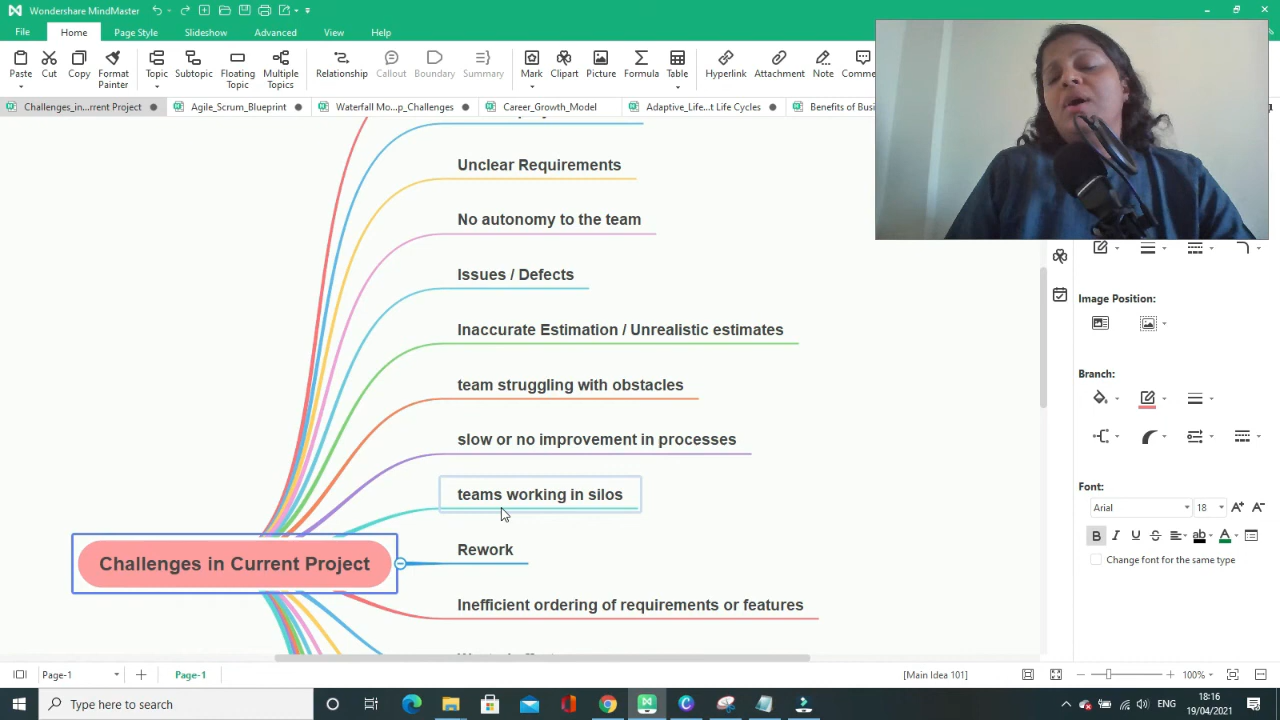 Wondershare MindMaster
File
Home
Page Style
Slideshow
Advanced
View
Help
Paste
Cut
Copy
Format Painter
Topic
Subtopic
Floating Topic
Multiple Topics
Relationship
Callout
Boundary
Summary
Mark
Clipart
Picture
Formula
Table
Hyperlink
Attachment
Note
Comme
Challenges_in...rrent Project
Agile_Scrum_Blueprint
Waterfall Mo...p_Challenges
Career_Growth_Model
Adaptive_Life...t Life Cycles
Benefits of Busi
Unclear Requirements
No autonomy to the team
Issues / Defects
Inaccurate Estimation / Unrealistic estimates
team struggling with obstacles
slow or no improvement in processes
teams working in silos
Rework
Inefficient ordering of requirements or features
Challenges in Current Project
Image Position:
Branch:
Font:
Arial
18
A+
A-
B I U S ab A
Change font for the same type
Page-1
Page-1
[Main Idea 101]
100%
Type here to search
ENG
18:16
19/04/2021